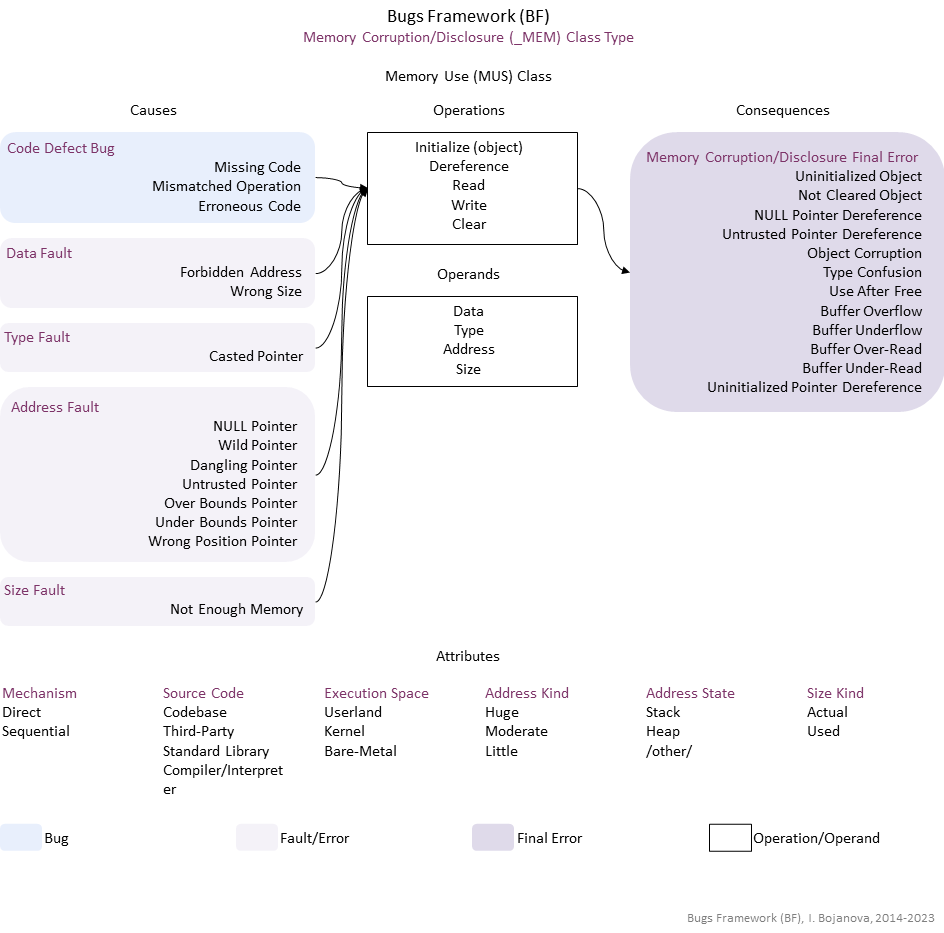 Bugs Framework (BF)
Memory Corruption/Disclosure (_MEM) Class Type
Memory Use (MUS) Class
Causes
Code Defect Bug
Missing Code
Mismatched Operation
Erroneous Code
Data Fault
Forbidden Address
Wrong Size
Type Fault
Casted Pointer
Address Fault
NULL Pointer
Wild Pointer
Dangling Pointer
Untrusted Pointer
Over Bounds Pointer
Under Bounds Pointer
Wrong Position Pointer
Size Fault
Not Enough Memory
Operations
Initialize (object)
Dereference
Read
Write
Clear
Operands
Data
Type
Address
Size
Consequences
Memory Corruption/Disclosure Final Error
Uninitialized Object
Not Cleared Object
NULL Pointer Dereference
Untrusted Pointer Dereference
Object Corruption
Type Confusion
Use After Free
Buffer Overflow
Buffer Underflow
Buffer Over-Read
Buffer Under-Read
Uninitialized Pointer Dereference
Attributes
Mechanism
Direct
Sequential
Source Code
Codebase
Third-Party
Standard Library
Compiler/Interpret
er
Execution Space
Userland
Kernel
Bare-Metal
Address Kind
Huge
Moderate
Little
Address State
Stack
Heap
/other/
Size Kind
Actual
Used
Bug
Fault/Error
Final Error
Operation/Operand
Bugs Framework (BF), I. Bojanova, 2014-2023